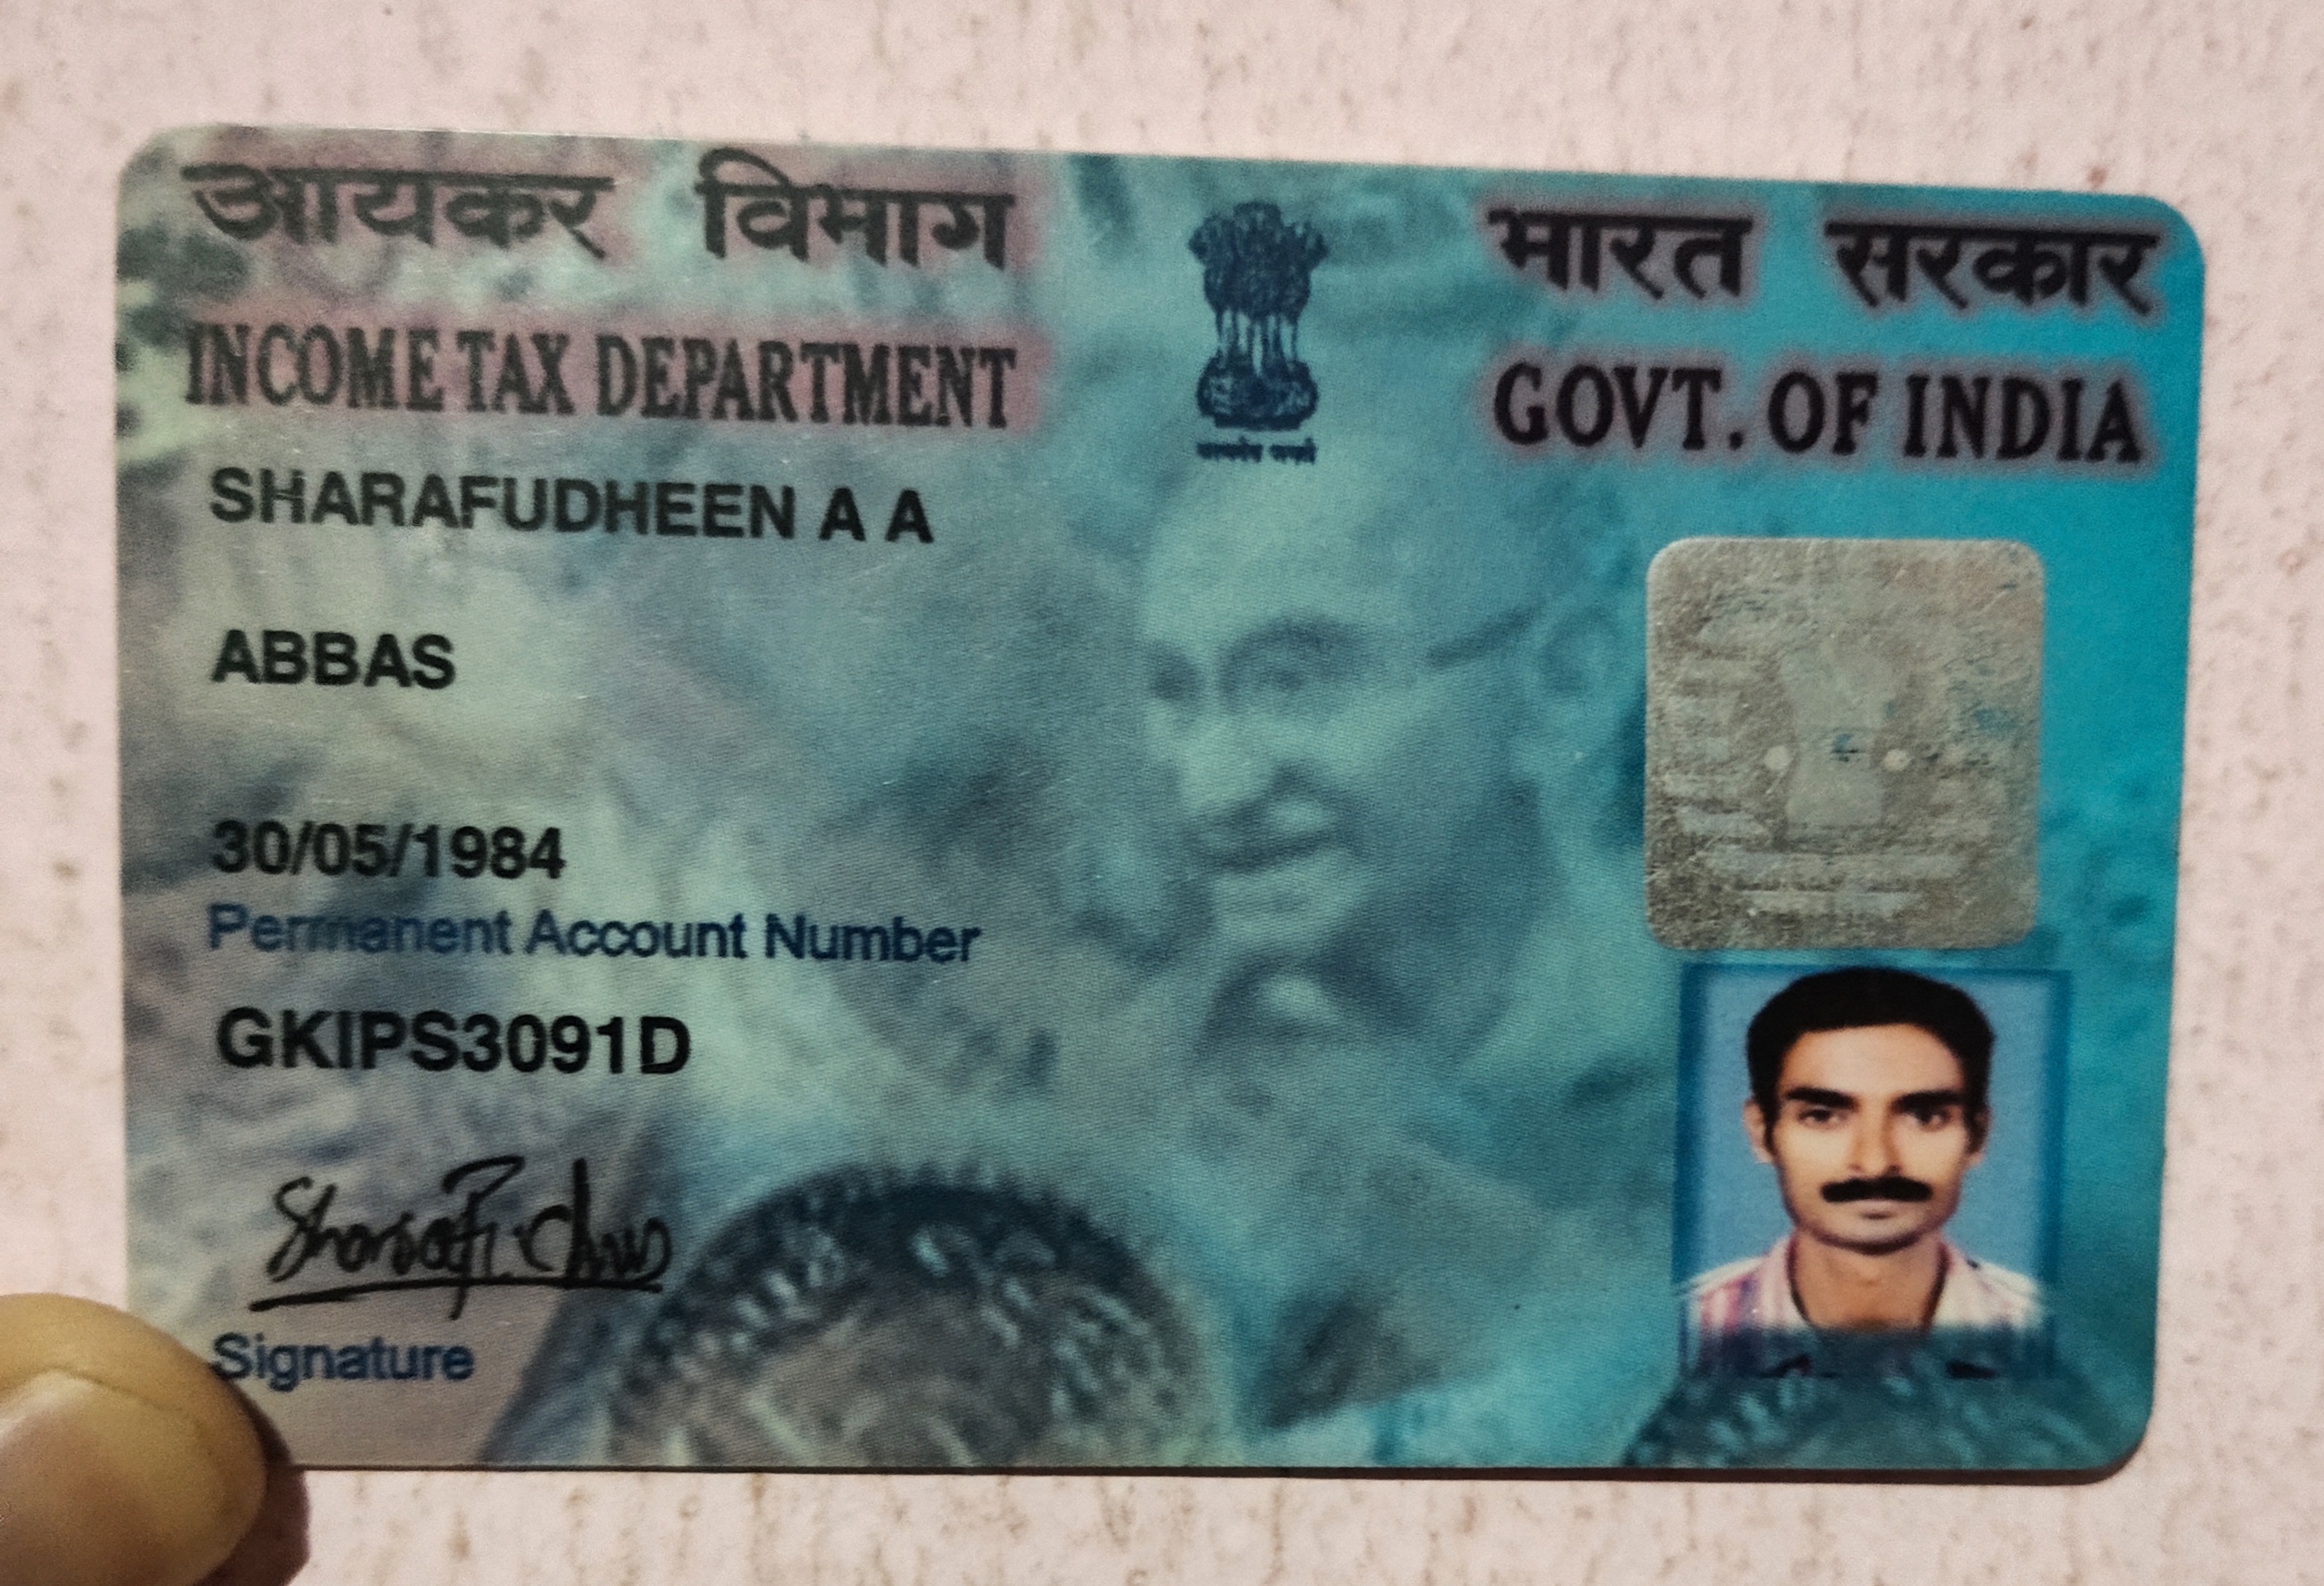 आयकर विभाग
INCOME TAX DEPARTMENT
भारत सरकार
GOVT. OF INDIA
सत्यमेव जयते
SHARAFUDHEEN A A
ABBAS
30/05/1984
Permanent Account Number
GKIPS3091D
Signature